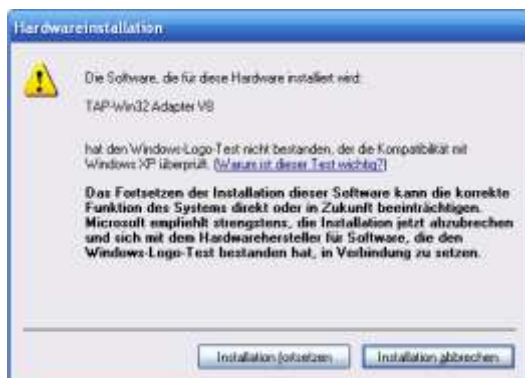 Hardwareinstallation
Die Software, die für diese Hardware installiert wird:
TAP-Win32 Adapter V8
hat den Windows-Logo-Test nicht bestanden, der die Kompatibilität mit
Windows XP überprüft. (Warum ist dieser Test wichtig?)
Das Fortsetzen der Installation dieser Software kann die korrekte
Funktion des Systems direkt oder in Zukunft beeinträchtigen.
Microsoft empfiehlt strengstens, die Installation jetzt abzubrechen
und sich mit dem Hardwarehersteller für Software, die den
Windows-Logo-Test bestanden hat, in Verbindung zu setzen.
Installation fortsetzen
Installation abbrechen